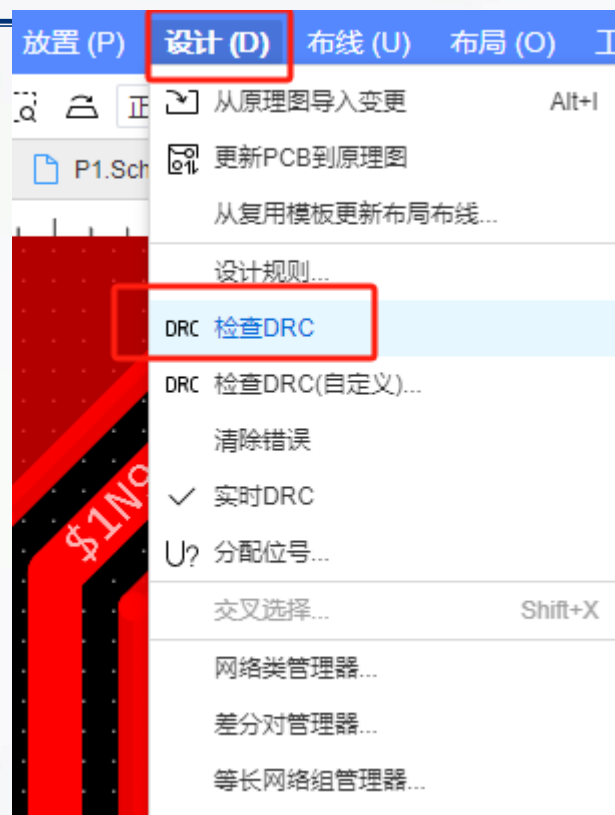 放置 (P) 设计 (D) 布线 (U) 布局 (O)
从原理图导入变更 Alt+I
P1.Sch
更新PCB到原理图
从复用模板更新布局布线...
设计规则...
DRC 检查DRC
DRC 检查DRC(自定义)...
清除错误
$1N9
实时DRC
U? 分配位号...
交叉选择... Shift+X
网络类管理器...
差分对管理器...
等长网络组管理器...